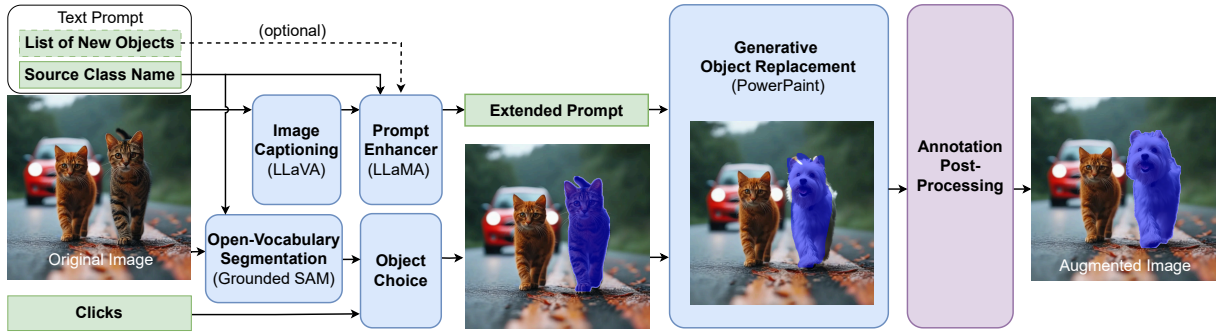 Text Prompt
List of New Objects
Source Class Name
(optional)
Original Image
Clicks
Image
Captioning
(LLaVA)
Prompt
Enhancer
(LLaMA)
Open-Vocabulary
Segmentation
(Grounded SAM)
Object
Choice
Extended Prompt
Generative
Object Replacement
(PowerPaint)
Annotation
Post-
Processing
Augmented Image